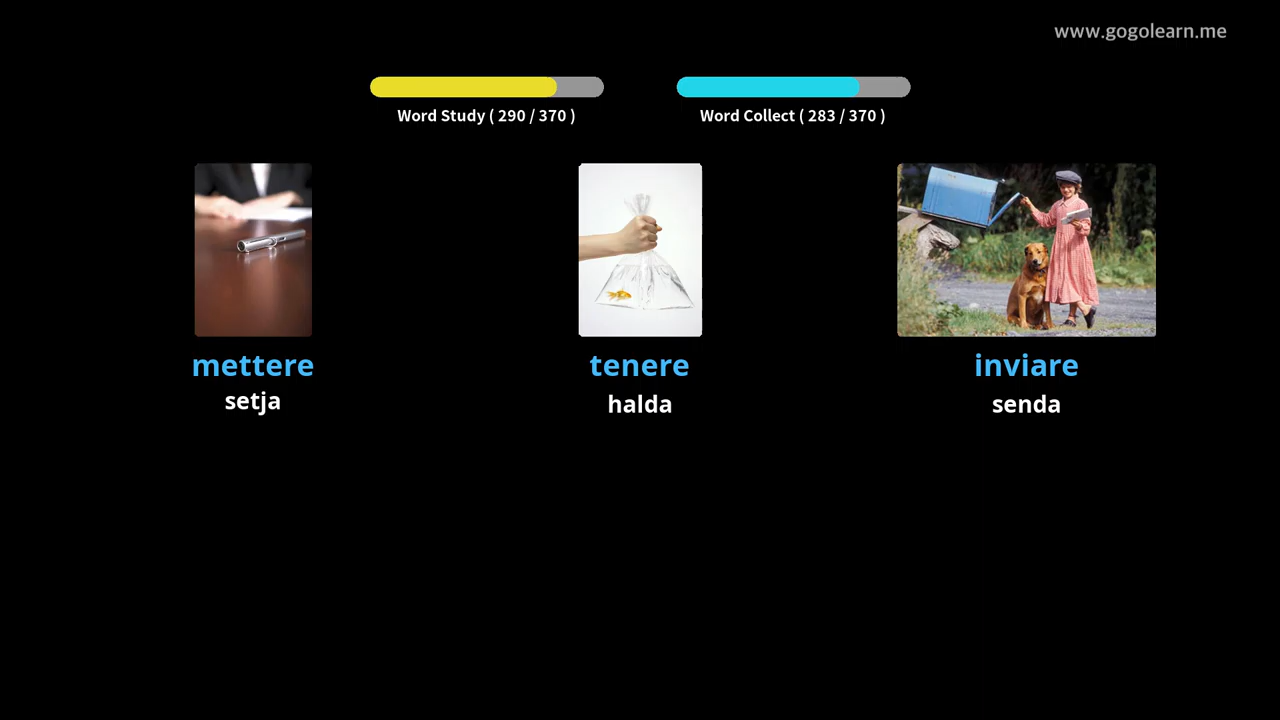 www.gogolearn.me
Word Study ( 290 / 370 )
Word Collect ( 283 / 370 )
mettere
setja
tenere
halda
inviare
senda